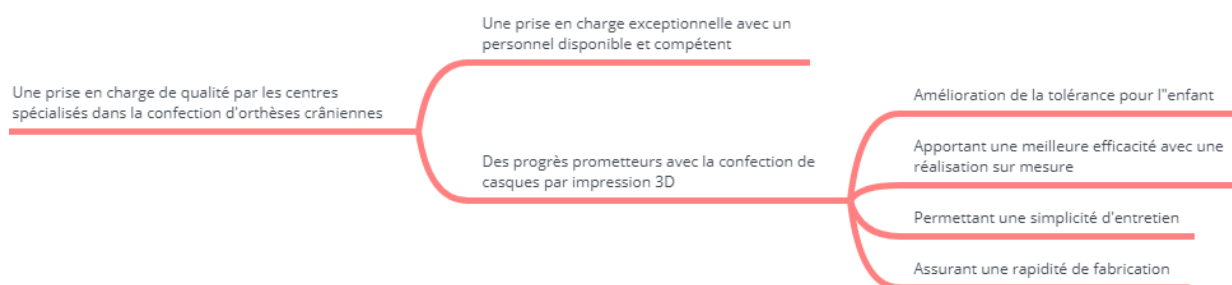 Une prise en charge de qualité par les centres
spécialisés dans la confection d'orthèses crâniennes
Une prise en charge exceptionnelle avec un
personnel disponible et compétent
Des progrès prometteurs avec la confection de
casques par impression 3D
Amélioration de la tolérance pour l"enfant
Apportant une meilleure efficacité avec une
réalisation sur mesure
Permettant une simplicité d'entretien
Assurant une rapidité de fabrication